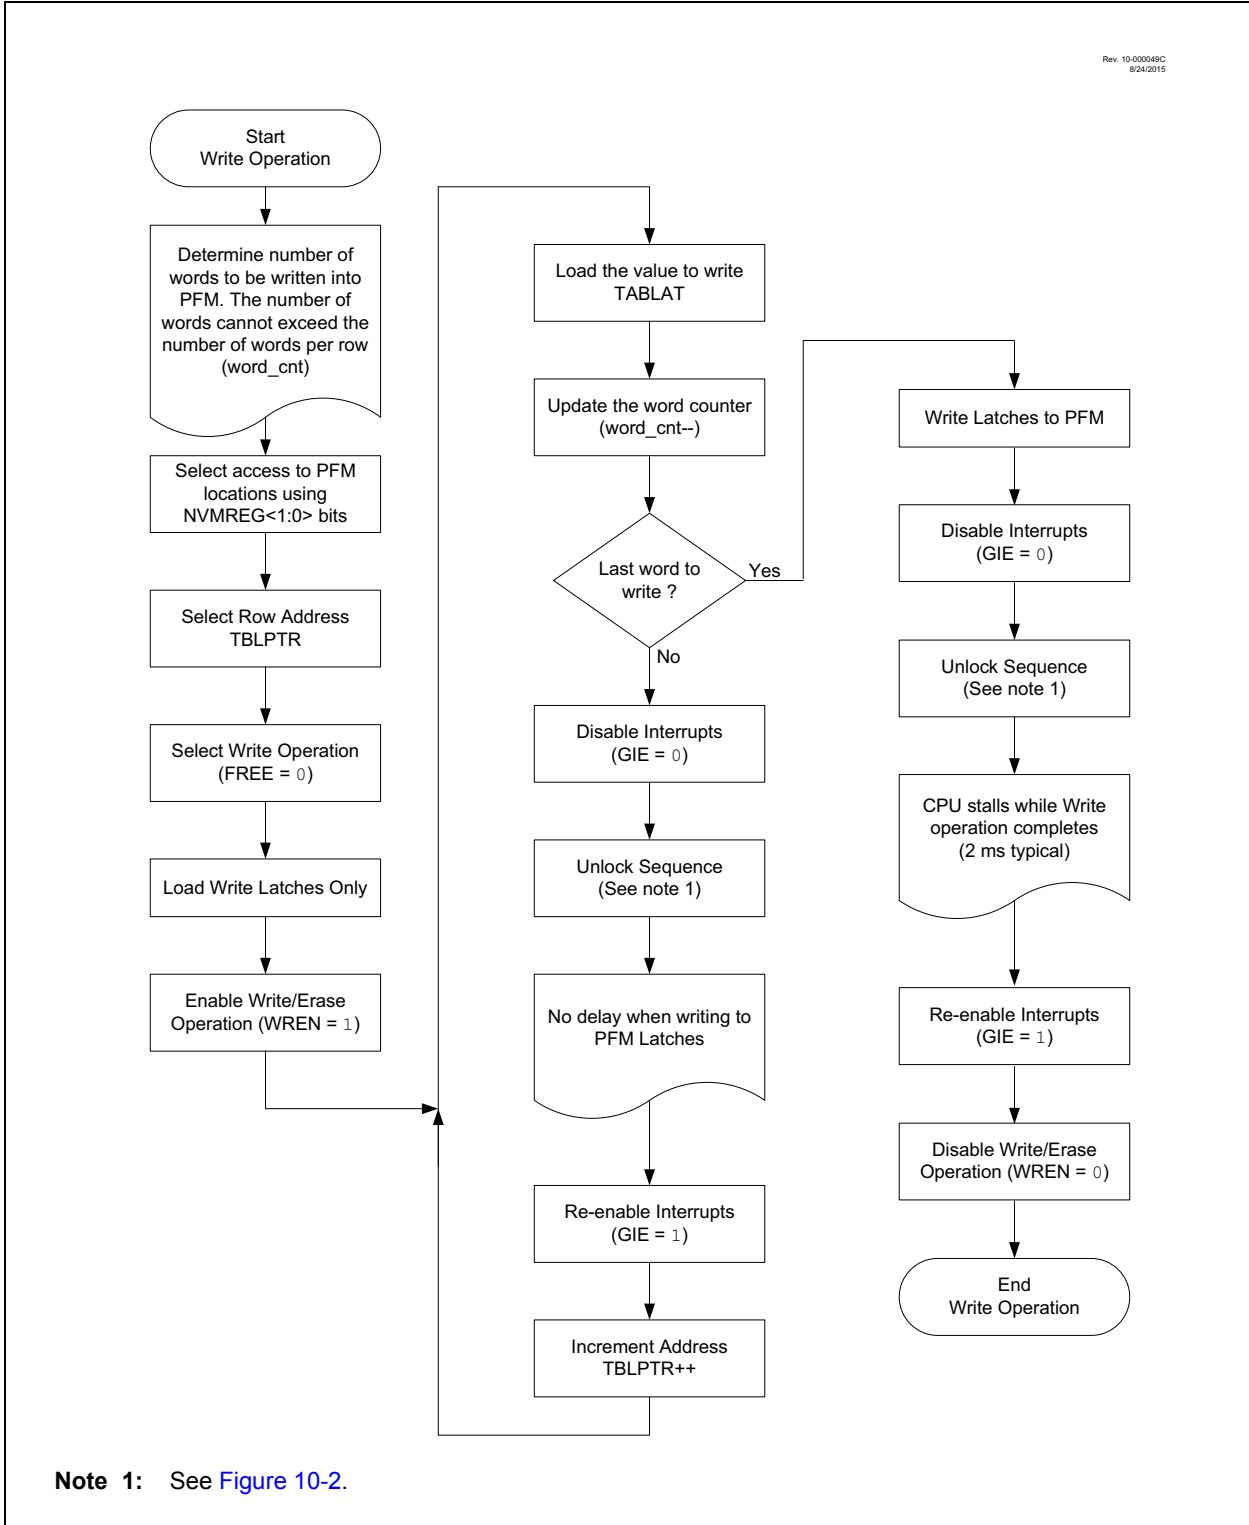 Rev. 10-000049C
8/24/2015
Start
Write Operation
Determine number of
words to be written into
PFM. The number of
words cannot exceed the
number of words per row
(word_cnt)
Select access to PFM
locations using
NVMREG<1:0> bits
Select Row Address
TBLPTR
Select Write Operation
(FREE = 0)
Load Write Latches Only
Enable Write/Erase
Operation (WREN = 1)
Load the value to write
TABLAT
Update the word counter
(word_cnt--)
Last word to
write ?
Yes
No
Disable Interrupts
(GIE = 0)
Unlock Sequence
(See note 1)
No delay when writing to
PFM Latches
Re-enable Interrupts
(GIE = 1)
Increment Address
TBLPTR++
Write Latches to PFM
Disable Interrupts
(GIE = 0)
Unlock Sequence
(See note 1)
CPU stalls while Write
operation completes
(2 ms typical)
Re-enable Interrupts
(GIE = 1)
Disable Write/Erase
Operation (WREN = 0)
End
Write Operation
Note 1: See Figure 10-2.